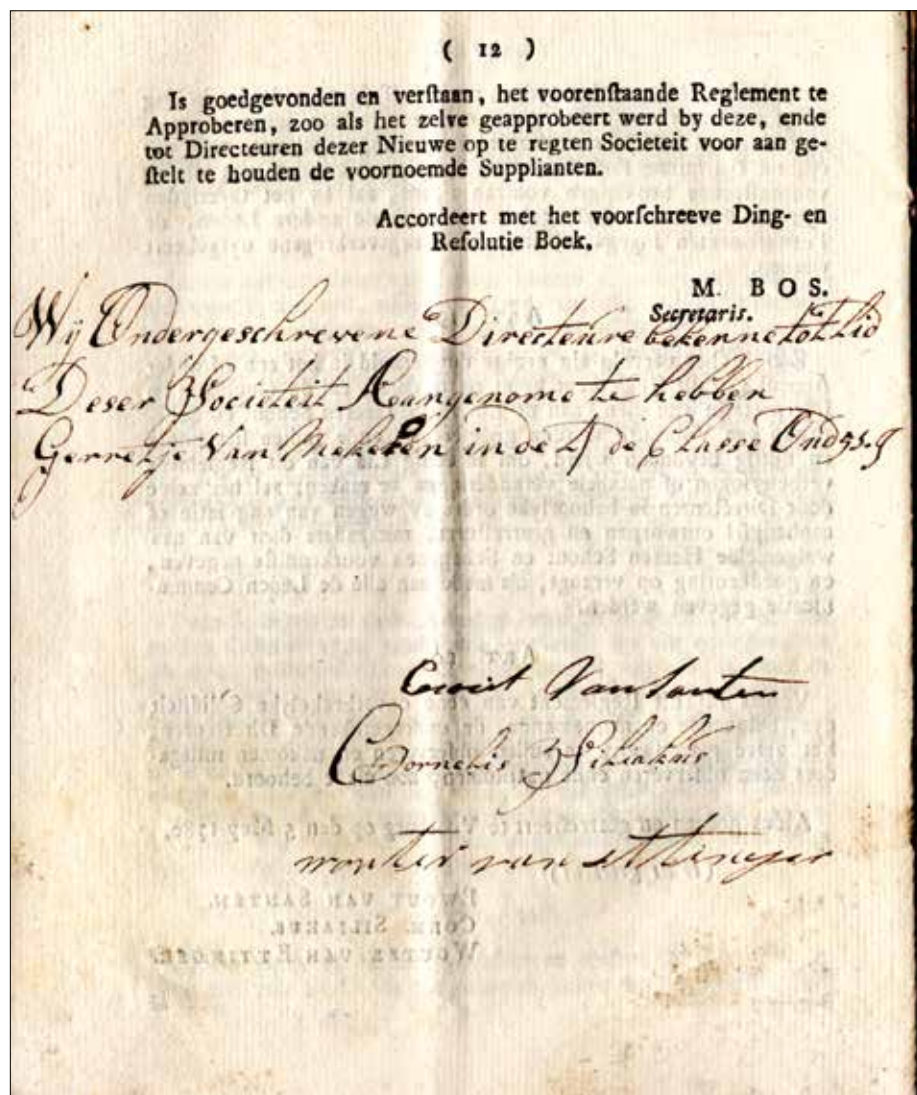 ( 12 )
Is goedgevonden en verſtaan, het voorenſtaande Reglement te
Approberen, zoo als het zelve geapprobeert werd by deze, ende
tot Directeuren dezer Nieuwe op te regten Societeit voor aan ge-
ſtelt te houden de voornoemde Supplianten.
Accordeert met het voorſchreeve Ding- en
Reſolutie Boek.
M. BOS.
Secretaris.
Wij Ondergeschrevene Directeure bekenne tot Lid
Deser Societeit Aangenome te hebben
Gerretje Van in de 4 de Classe
Van Santen
Cornelis Siliakus
wouter van ettinger